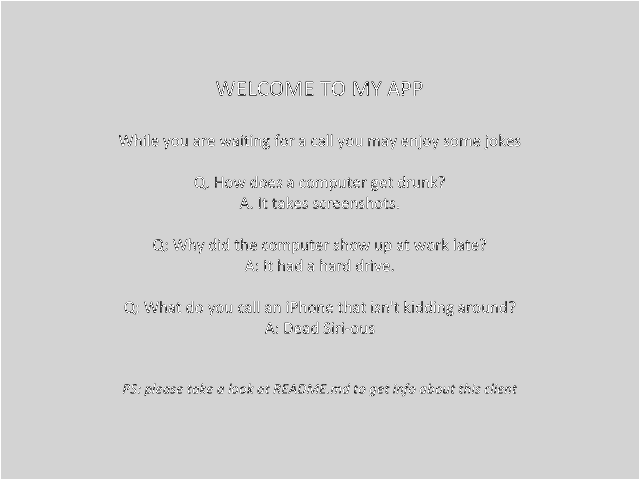 WELCOME TO MY APP
While you are waiting for a call you may enjoy some jokes
Q. How does a computer get drunk?
A. It takes screenshots.
Q: Why did the computer show up at work late?
A: It had a hard drive.
Q. What do you call an iPhone that isn't kidding around?
A: Dead Siri-ous
PS: please take a look at README.md to get info about this client